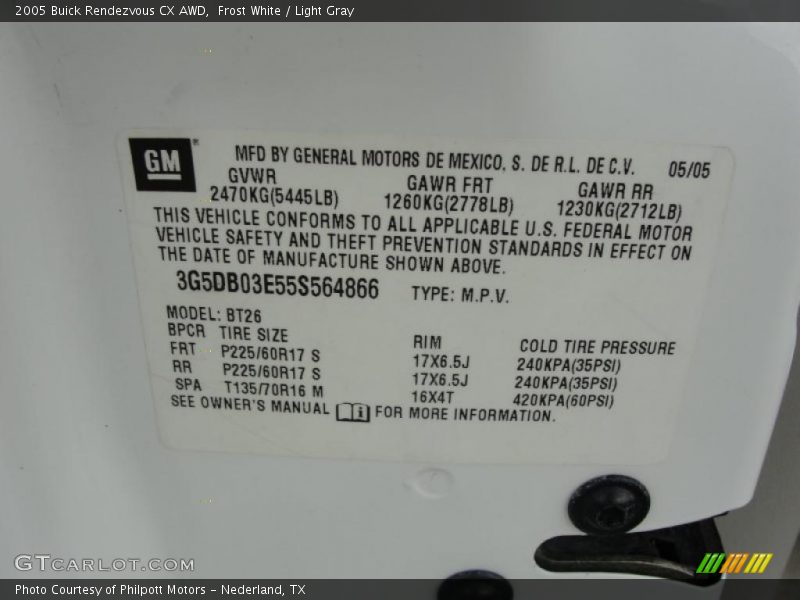 2005 Buick Rendezvous CX AWD,  Frost White / Light Gray
GM ® MFD BY GENERAL MOTORS DE MEXICO, S. DE R.L. DE C.V. 05/05
GVWR GAWR FRT GAWR RR
2470KG(5445LB) 1260KG(2778LB) 1230KG(2712LB)
THIS VEHICLE CONFORMS TO ALL APPLICABLE U.S. FEDERAL MOTOR
VEHICLE SAFETY AND THEFT PREVENTION STANDARDS IN EFFECT ON
THE DATE OF MANUFACTURE SHOWN ABOVE.
3G5DB03E55S564866 TYPE: M.P.V.
MODEL: BT26
BPCR TIRE SIZE RIM COLD TIRE PRESSURE
FRT P225/60R17 S 17X6.5J 240KPA(35PSI)
RR P225/60R17 S 17X6.5J 240KPA(35PSI)
SPA T135/70R16 M 16X4T 420KPA(60PSI)
SEE OWNER'S MANUAL i FOR MORE INFORMATION.
GTCARLOT.COM
Photo Courtesy of Philpott Motors - Nederland, TX